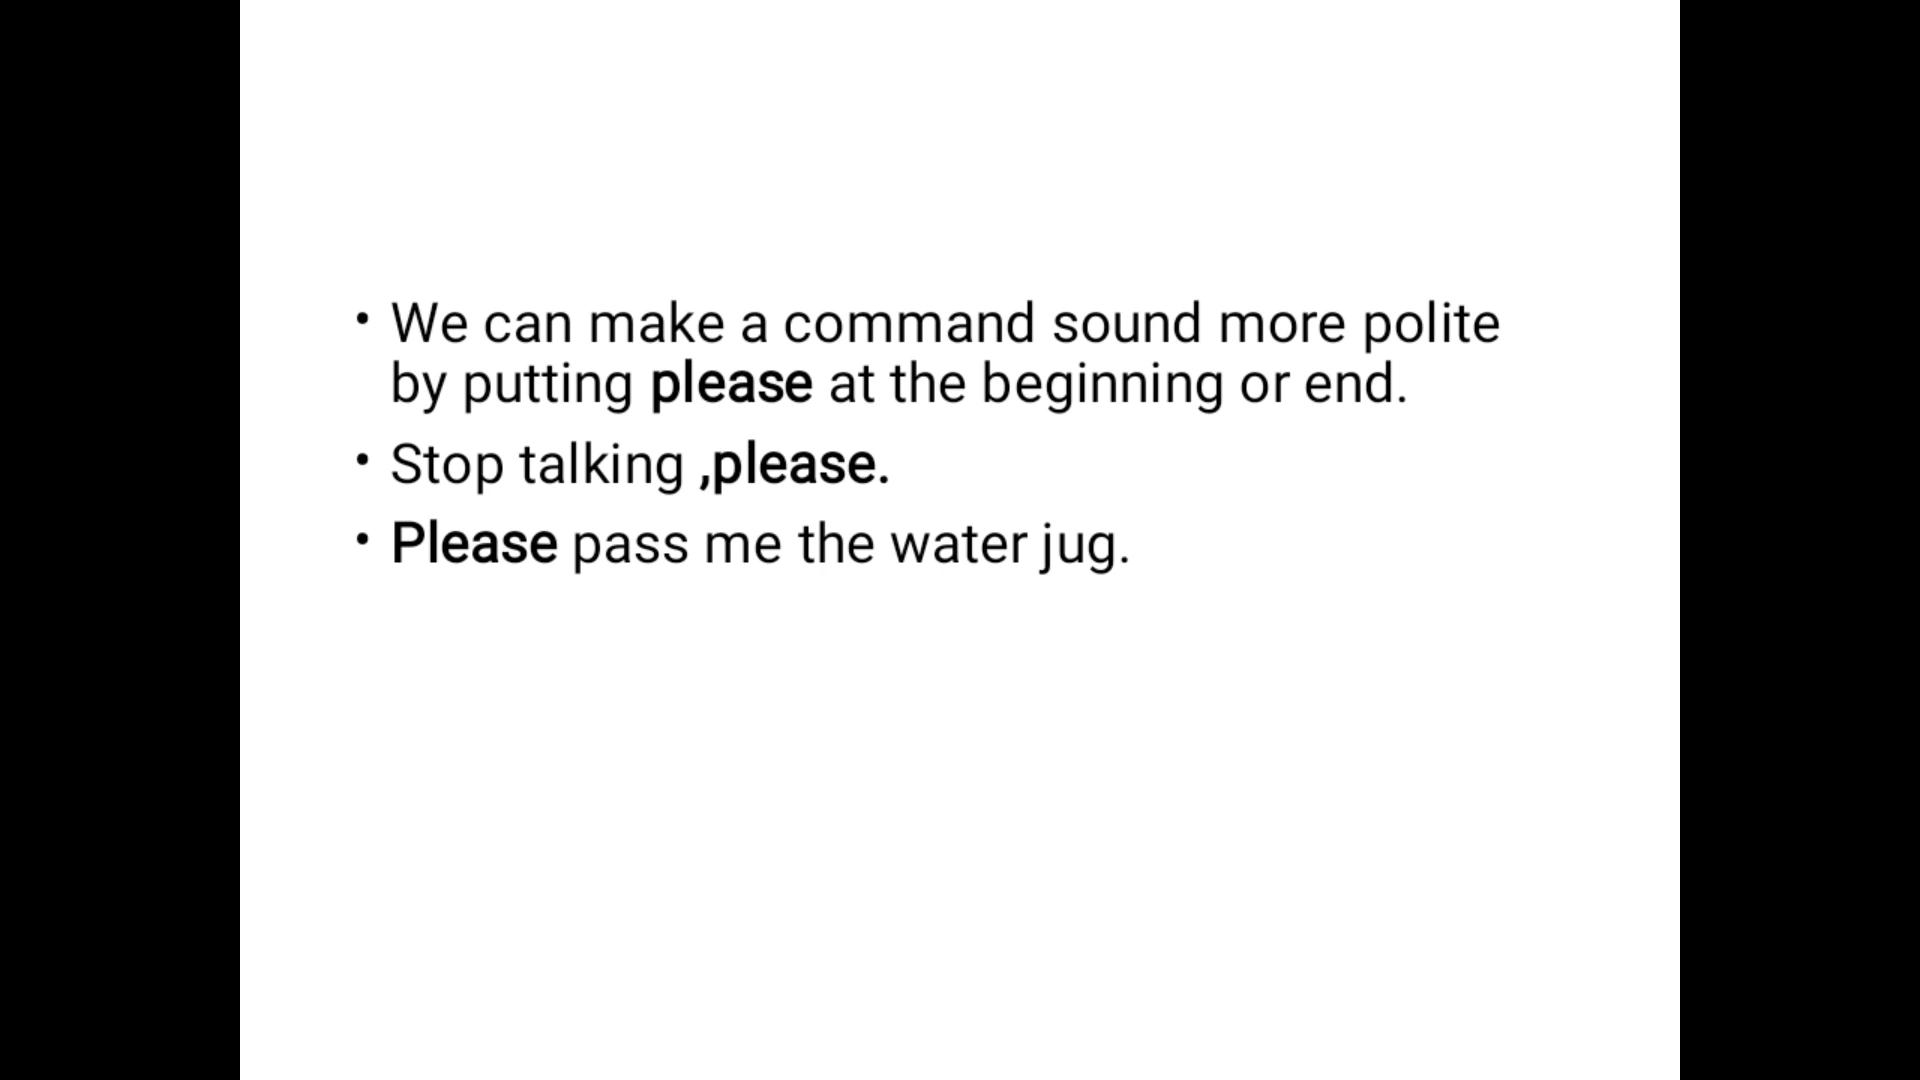 • We can make a command sound more polite
by putting please at the beginning or end.
• Stop talking ,please.
• Please pass me the water jug.